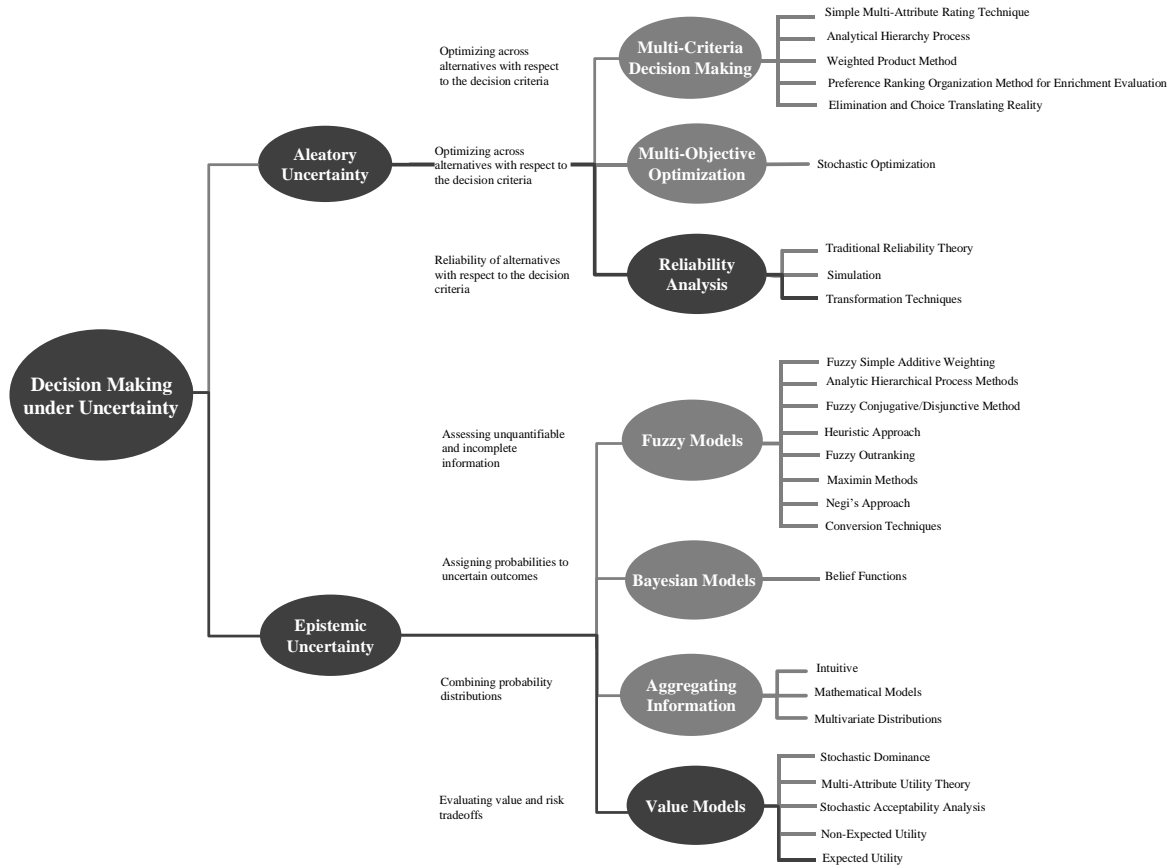 Decision Making
under Uncertainty
Aleatory
Uncertainty
Optimizing across
alternatives with respect
to the decision criteria
Multi-Criteria
Decision Making
Simple Multi-Attribute Rating Technique
Analytical Hierarchy Process
Weighted Product Method
Preference Ranking Organization Method for Enrichment Evaluation
Elimination and Choice Translating Reality
Optimizing across
alternatives with respect to
the decision criteria
Multi-Objective
Optimization
Stochastic Optimization
Reliability of alternatives
with respect to the decision
criteria
Reliability
Analysis
Traditional Reliability Theory
Simulation
Transformation Techniques
Epistemic
Uncertainty
Assessing unquantifiable
and incomplete
information
Fuzzy Models
Fuzzy Simple Additive Weighting
Analytic Hierarchical Process Methods
Fuzzy Conjugative/Disjunctive Method
Heuristic Approach
Fuzzy Outranking
Maximin Methods
Negi's Approach
Conversion Techniques
Assigning probabilities to
uncertain outcomes
Bayesian Models
Belief Functions
Combining probability
distributions
Aggregating
Information
Intuitive
Mathematical Models
Multivariate Distributions
Evaluating value and risk
tradeoffs
Value Models
Stochastic Dominance
Multi-Attribute Utility Theory
Stochastic Acceptability Analysis
Non-Expected Utility
Expected Utility